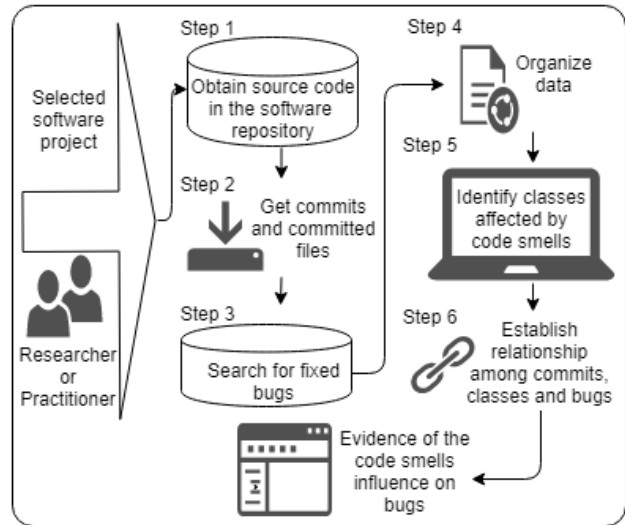 Selected
software
project
Researcher
or
Practitioner
Step 1
Obtain source code
in the software
repository
Step 2
Get commits
and committed
files
Step 3
Search for fixed
bugs
Step 4
Organize
data
Step 5
Identify classes
affected by
code smells
Step 6
Establish
relationship
among commits,
classes and bugs
Evidence of the
code smells
influence on
bugs